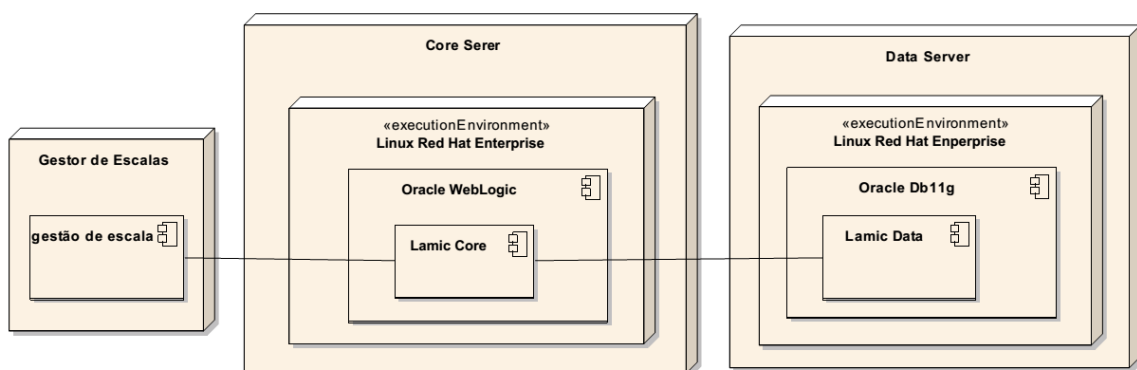 Gestor de Escalas
gestão de escala
Core Serer
«executionEnvironment»
Linux Red Hat Enterprise
Oracle WebLogic
Lamic Core
Data Server
«executionEnvironment»
Linux Red Hat Enperprise
Oracle Db11g
Lamic Data